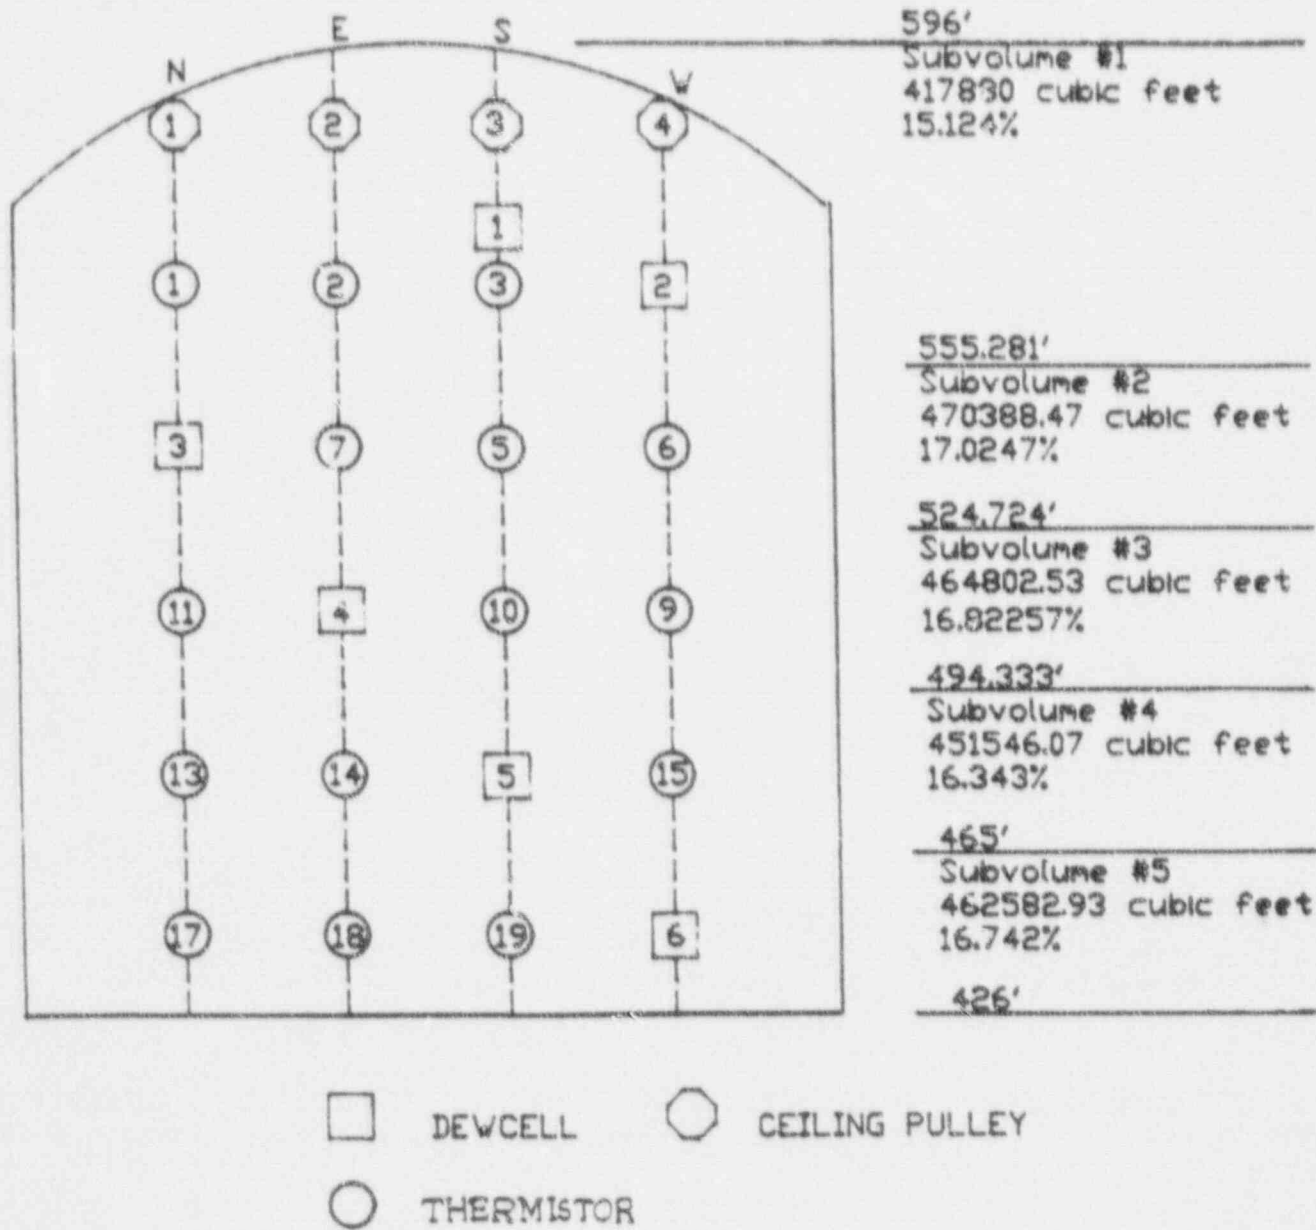 N E S W
596'
Subvolume #1
417830 cubic feet
15.124%
1 2 3 4
1
1 2 3 2
555.281'
Subvolume #2
470388.47 cubic feet
17.0247%
3 7 5 6
524.724'
Subvolume #3
464802.53 cubic feet
16.82257%
11 4 10 9
494.333'
Subvolume #4
451546.07 cubic feet
16.343%
13 14 5 15
465'
Subvolume #5
462582.93 cubic feet
16.742%
17 18 19 6
426'
DEWCELL CEILING PULLEY
THERMISTOR